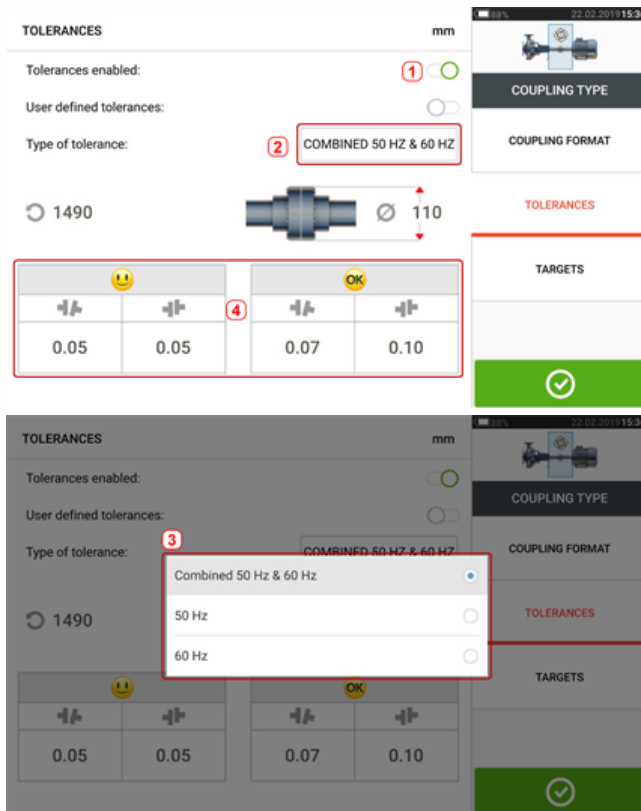 88% 22.02.2019 15:3
TOLERANCES mm
Tolerances enabled: 1
User defined tolerances:
Type of tolerance: 2 COMBINED 50 HZ & 60 HZ
1490 Ø 110
OK
4
0.05 0.05 0.07 0.10
COUPLING TYPE
COUPLING FORMAT
TOLERANCES
TARGETS
88% 22.02.2019 15:3
TOLERANCES mm
Tolerances enabled:
User defined tolerances:
Type of tolerance: 3 COMBINED 50 HZ & 60 HZ
Combined 50 Hz & 60 Hz
50 Hz
60 Hz
1490
OK
0.05 0.05 0.07 0.10
COUPLING TYPE
COUPLING FORMAT
TOLERANCES
TARGETS